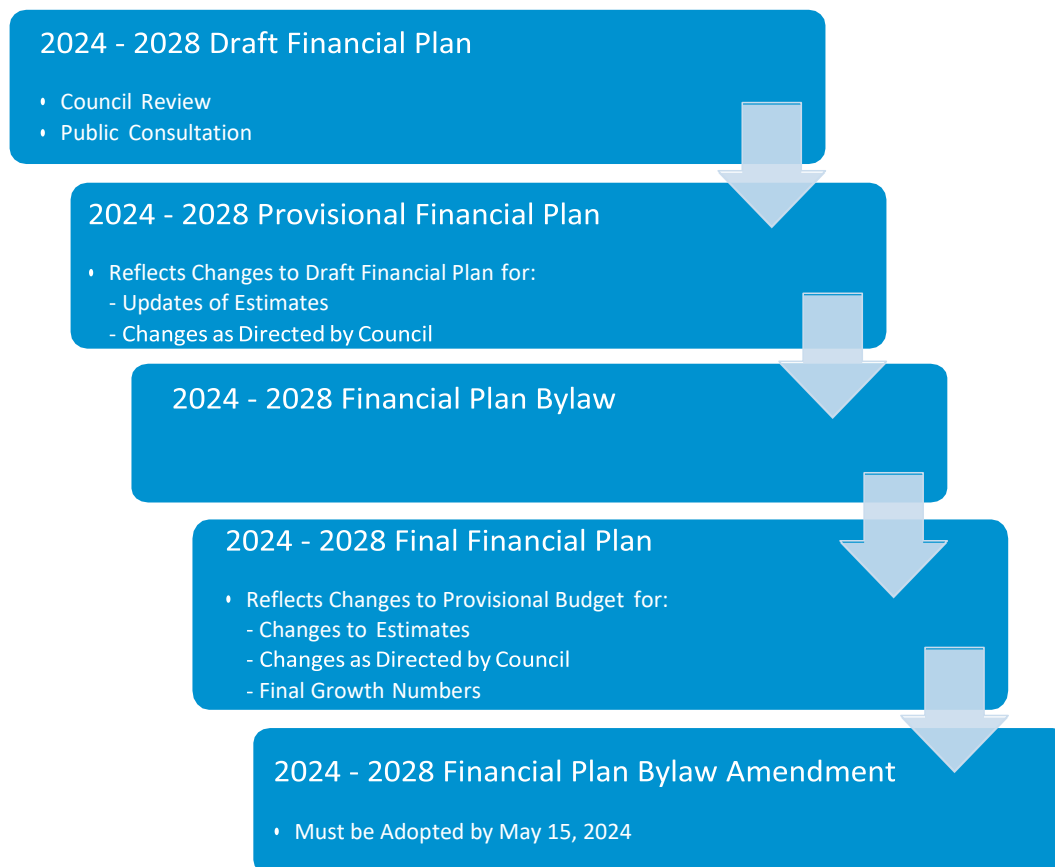 2024 - 2028 Draft Financial Plan
• Council Review
• Public Consultation
2024 - 2028 Provisional Financial Plan
• Reflects Changes to Draft Financial Plan for:
- Updates of Estimates
- Changes as Directed by Council
2024 - 2028 Financial Plan Bylaw
2024 - 2028 Final Financial Plan
• Reflects Changes to Provisional Budget for:
- Changes to Estimates
- Changes as Directed by Council
- Final Growth Numbers
2024 - 2028 Financial Plan Bylaw Amendment
• Must be Adopted by May 15, 2024